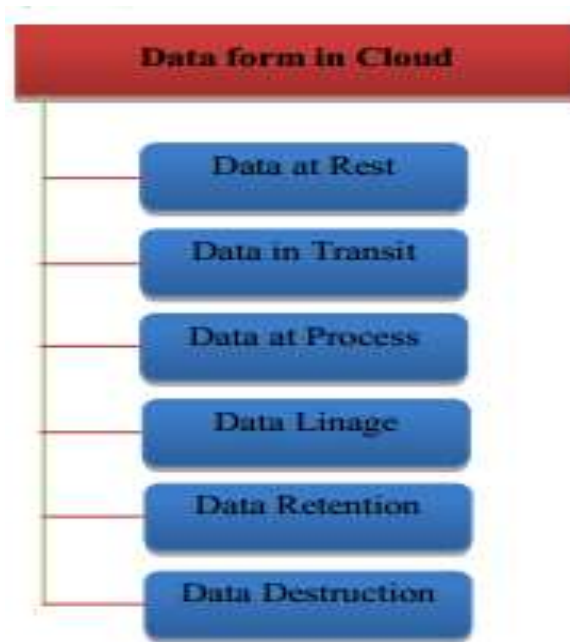 Data form in Cloud
Data at Rest
Data in Transit
Data at Process
Data Linage
Data Retention
Data Destruction